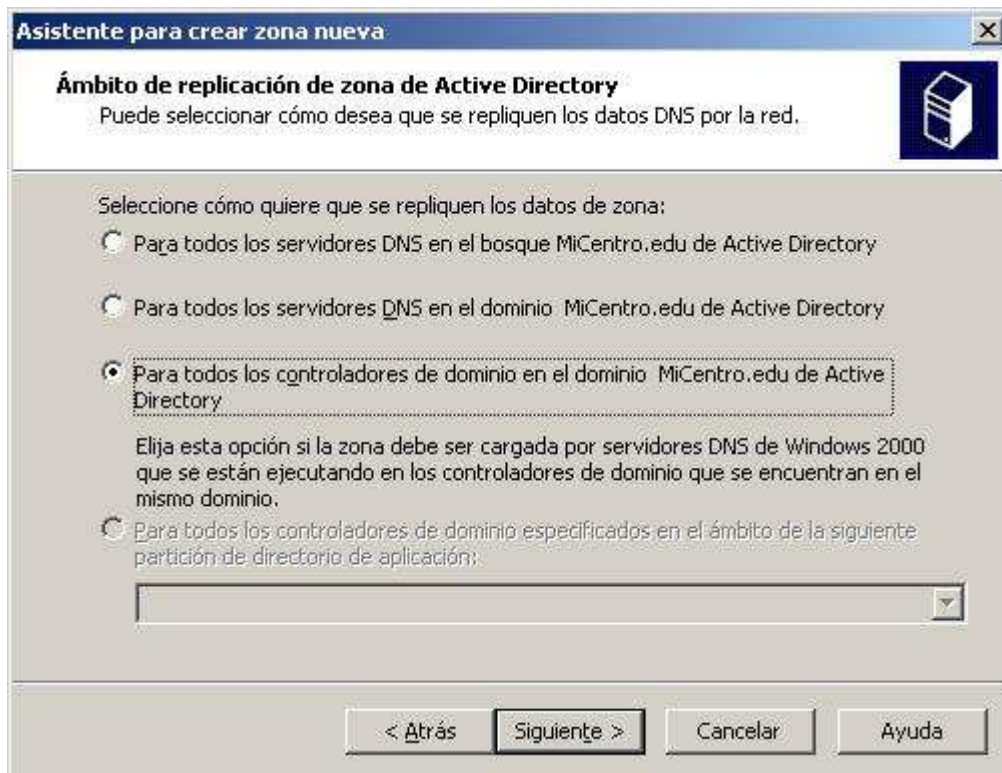 Asistente para crear zona nueva
Ámbito de replicación de zona de Active Directory
Puede seleccionar cómo desea que se repliquen los datos DNS por la red.
Seleccione cómo quiere que se repliquen los datos de zona:
Para todos los servidores DNS en el bosque MiCentro.edu de Active Directory
Para todos los servidores DNS en el dominio MiCentro.edu de Active Directory
Para todos los controladores de dominio en el dominio MiCentro.edu de Active
Directory
Elija esta opción si la zona debe ser cargada por servidores DNS de Windows 2000
que se están ejecutando en los controladores de dominio que se encuentran en el
mismo dominio.
Para todos los controladores de dominio especificados en el ámbito de la siguiente
partición de directorio de aplicación:
< Atrás Siguiente > Cancelar Ayuda